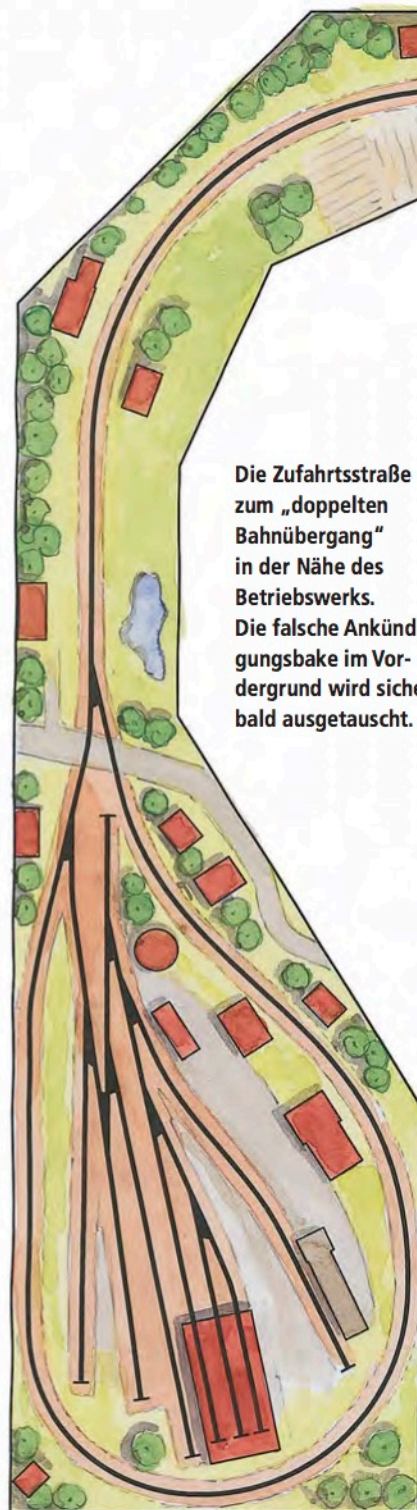 Die Zufahrtsstraße
zum „doppelten
Bahnübergang“
in der Nähe des
Betriebswerks.
Die falsche Ankünd
gungsbake im Vor-
dergrund wird siche
bald ausgetauscht.